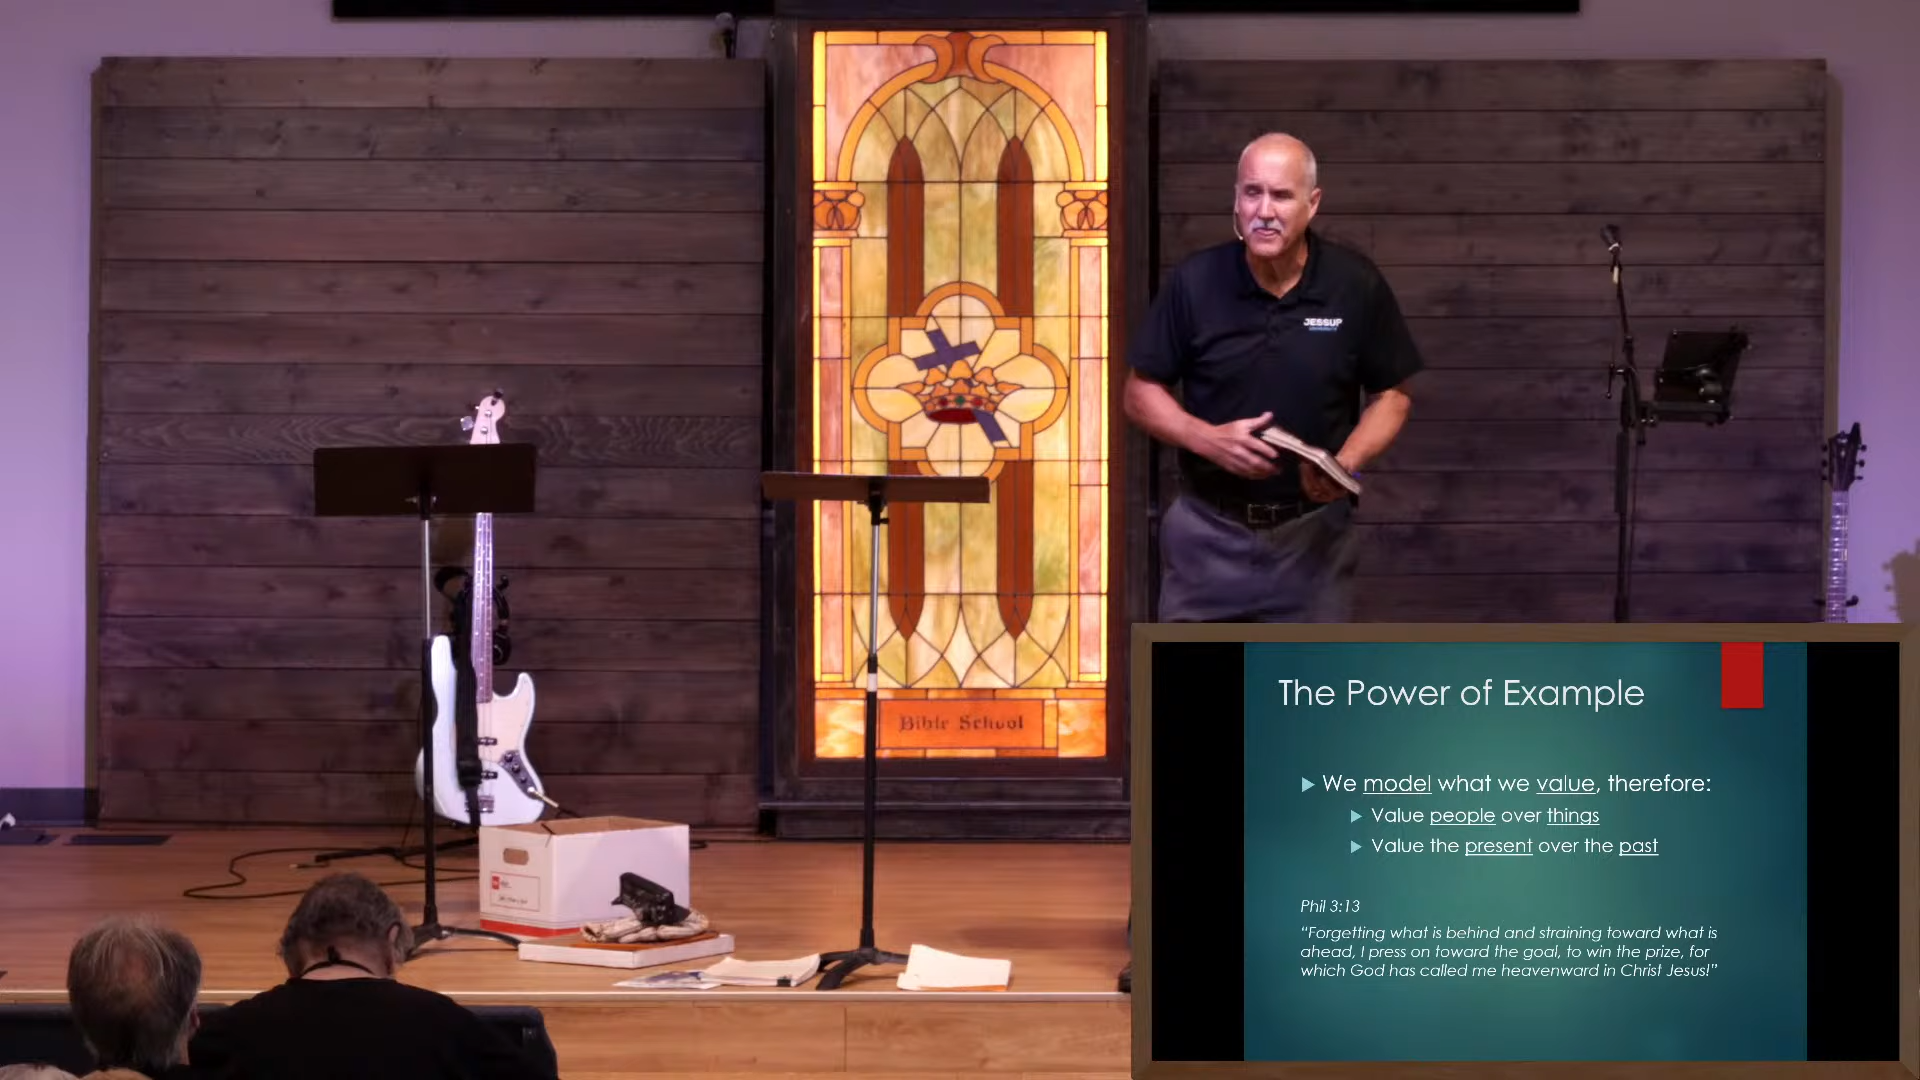 JESSUP
UNIVERSITY
Bible School
The Power of Example
We model what we value, therefore:
Value people over things
Value the present over the past
Phil 3:13
“Forgetting what is behind and straining toward what is
ahead, I press on toward the goal, to win the prize, for
which God has called me heavenward in Christ Jesus!”